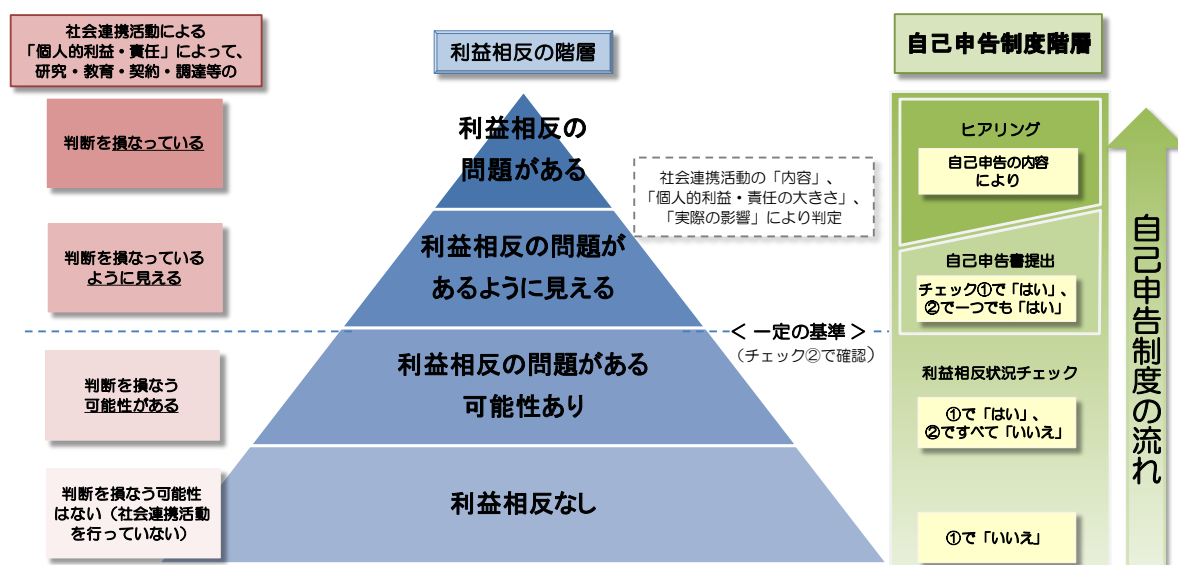 社会連携活動による
「個人的利益・責任」によって、
研究・教育・契約・調達等の
判断を損なっている
判断を損なっている
ように見える
判断を損なう
可能性がある
判断を損なう可能性
はない（社会連携活動
を行っていない）
利益相反の階層
利益相反の
問題がある
利益相反の問題が
あるように見える
利益相反の問題がある
可能性あり
利益相反なし
社会連携活動の「内容」、
「個人的利益・責任の大きさ」、
「実際の影響」により判定
＜ 一定の基準 ＞
（チェック②で確認）
自己申告制度階層
ヒアリング
自己申告の内容
により
自己申告書提出
チェック①で「はい」、
②で一つでも「はい」
利益相反状況チェック
①で「はい」、
②ですべて「いいえ」
①で「いいえ」
自己申告制度の流れ